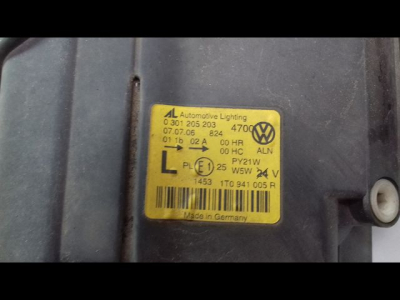 AL Automotive Lighting
0 301 205 203 4700
07.07.06 824
01 1b 02 A 00 HR ALN
00 HC
PY21W
L PL E1 25 W5W 24 V
1453 1T0 941 005 R
Made in Germany